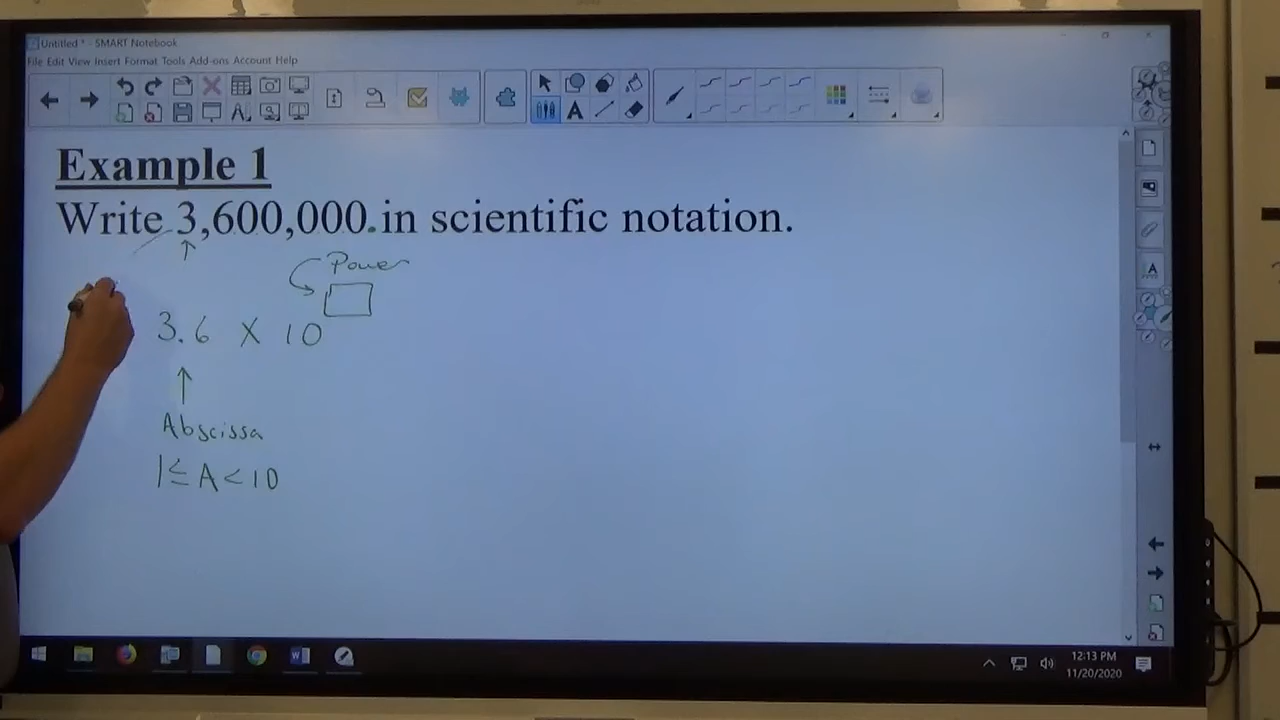 Untitled * - SMART Notebook
File Edit View Insert Format Tools Add-ons Account Help
Example 1
Write 3,600,000. in scientific notation.
Power
3.6 X 10
Abscissa
1≤A<10
12:13 PM
11/20/2020